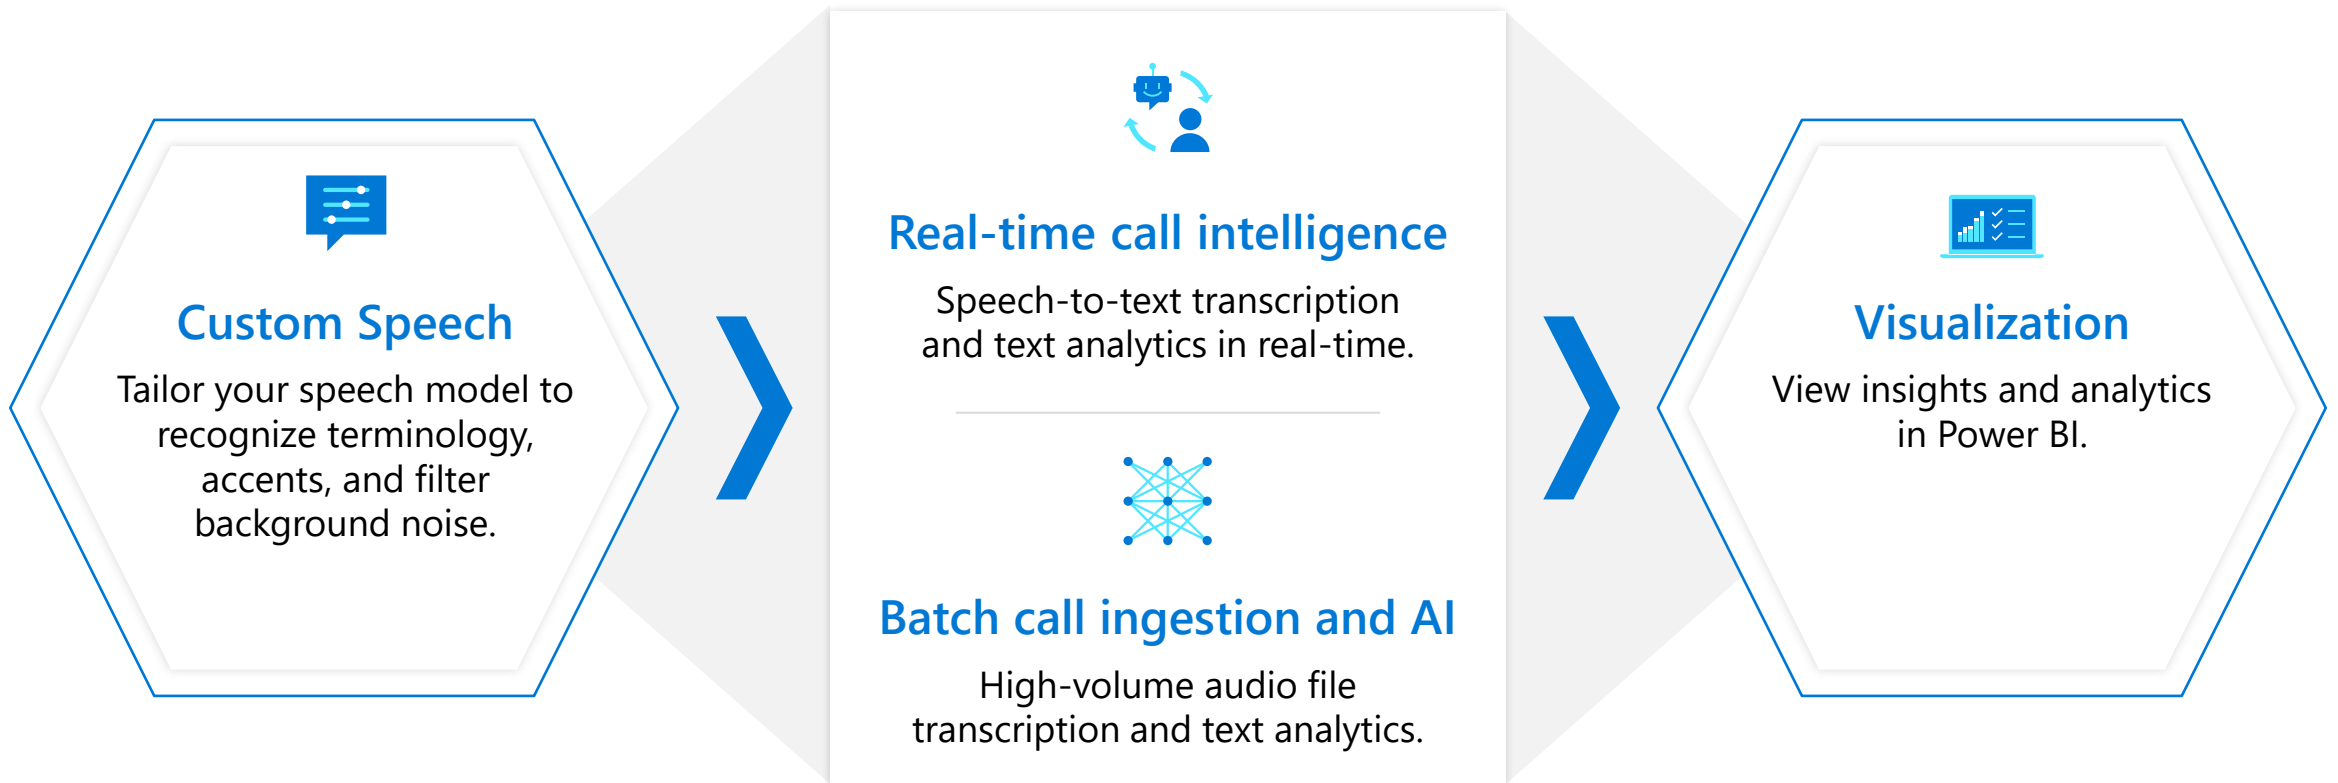 Custom Speech
Tailor your speech model to
recognize terminology,
accents, and filter
background noise.
Real-time call intelligence
Speech-to-text transcription
and text analytics in real-time.
Batch call ingestion and AI
High-volume audio file
transcription and text analytics.
Visualization
View insights and analytics
in Power BI.